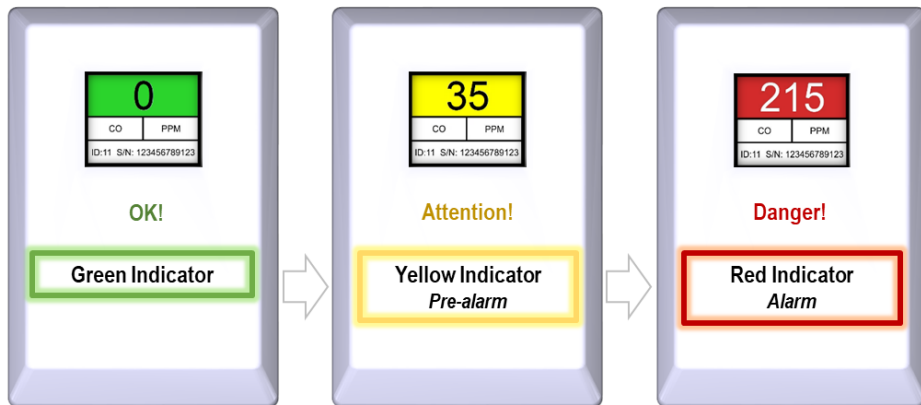 0
CO PPM
ID:11 S/N: 123456789123
OK!
Green Indicator
35
CO PPM
ID:11 S/N: 123456789123
Attention!
Yellow Indicator
Pre-alarm
215
CO PPM
ID:11 S/N: 123456789123
Danger!
Red Indicator
Alarm